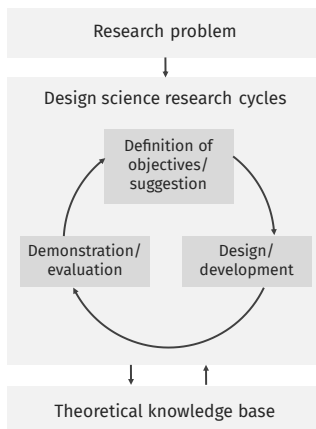 Research problem
Design science research cycles
Definition of
objectives/
suggestion
Demonstration/
evaluation
Design/
development
Theoretical knowledge base